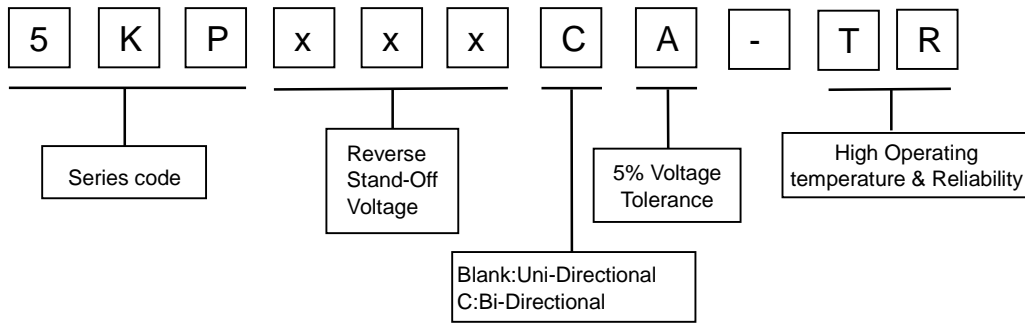 5 K P x x x C A - T R
Series code
Reverse
Stand-Off
Voltage
5% Voltage
Tolerance
High Operating
temperature & Reliability
Blank:Uni-Directional
C:Bi-Directional